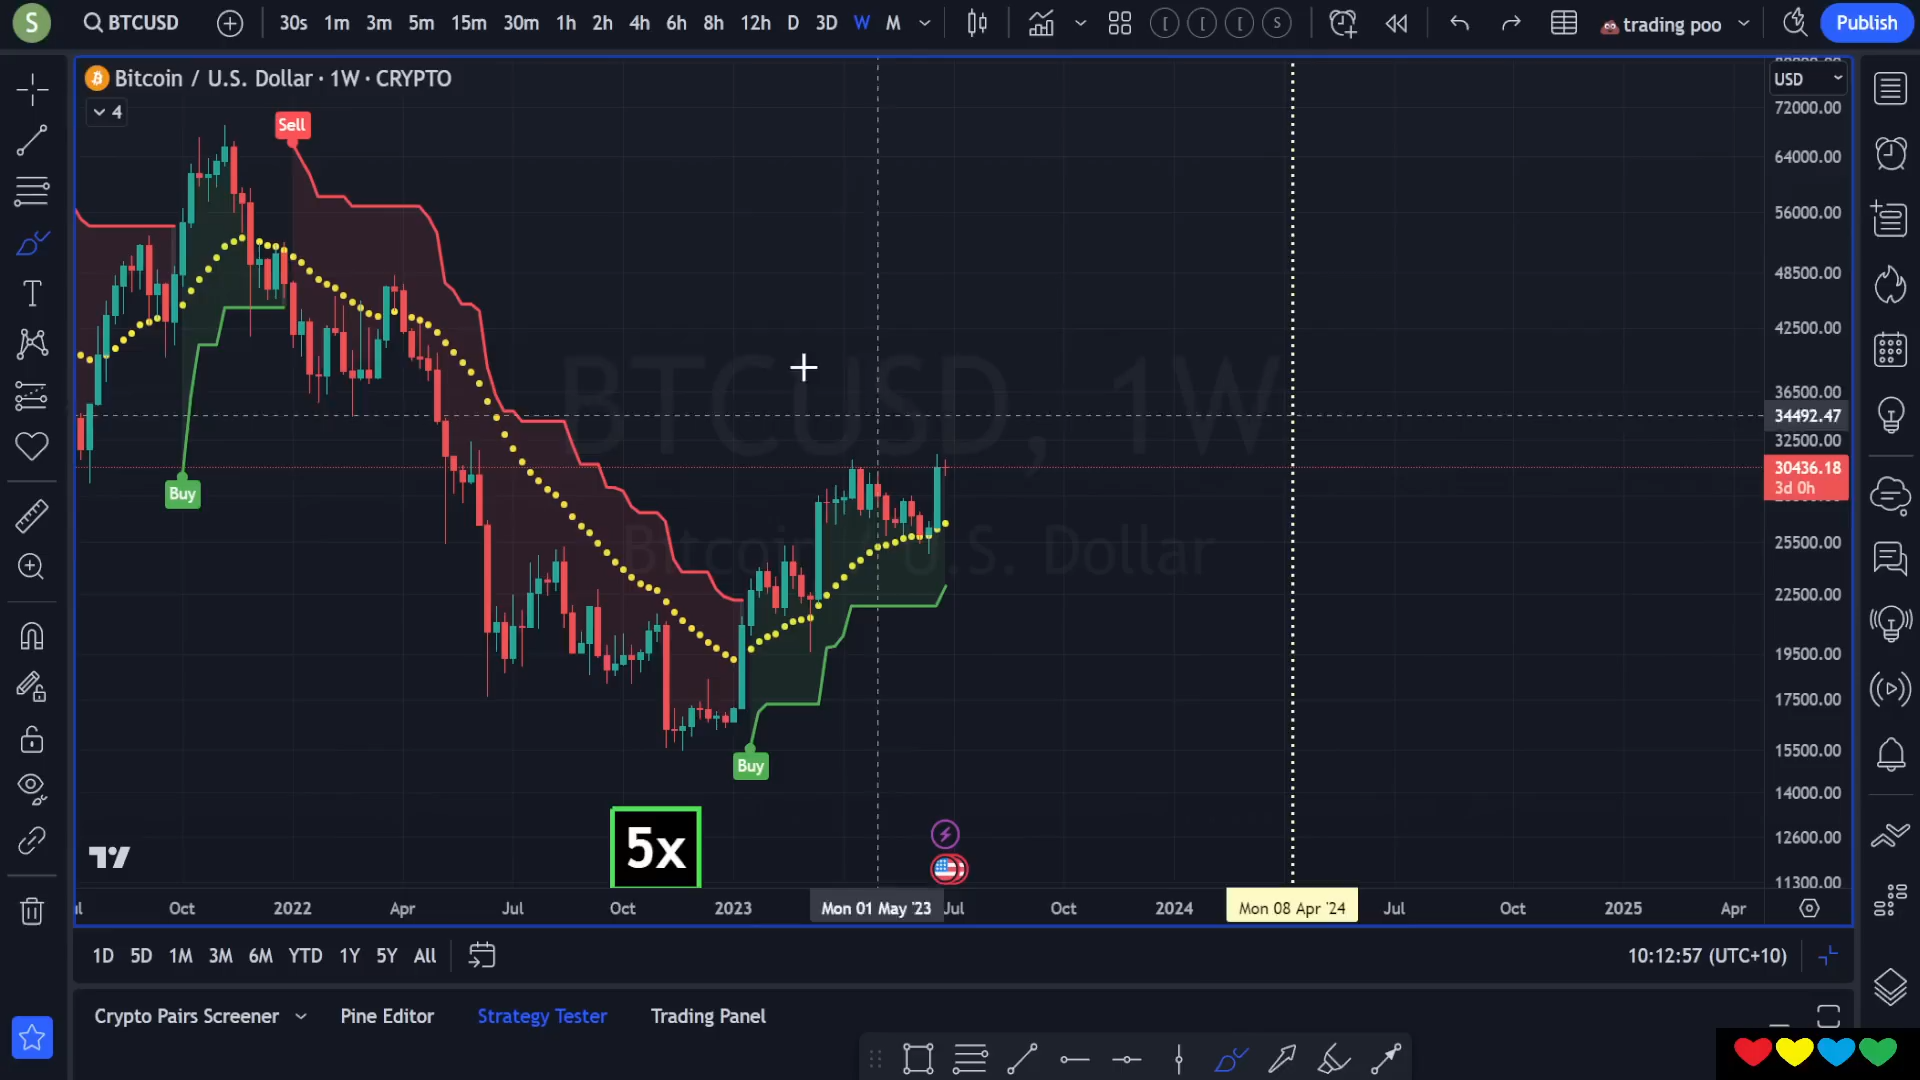 S
BTCUSD
30s 1m 3m 5m 15m 30m 1h 2h 4h 6h 8h 12h D 3D W M
[ [ [ S
trading poo
Publish
Bitcoin / U.S. Dollar · 1W · CRYPTO
4
USD
Sell
Buy
Buy
BTCUSD, 1W
Bitcoin / U.S. Dollar
72000.00
64000.00
56000.00
48500.00
42500.00
36500.00
34492.47
32500.00
30436.18
3d 0h
25500.00
22500.00
19500.00
17500.00
15500.00
14000.00
12600.00
11300.00
5x
Oct 2022 Apr Jul Oct 2023 Mon 01 May '23 Jul Oct 2024 Mon 08 Apr '24 Jul Oct 2025 Apr
1D 5D 1M 3M 6M YTD 1Y 5Y All
10:12:57 (UTC+10)
Crypto Pairs Screener Pine Editor Strategy Tester Trading Panel